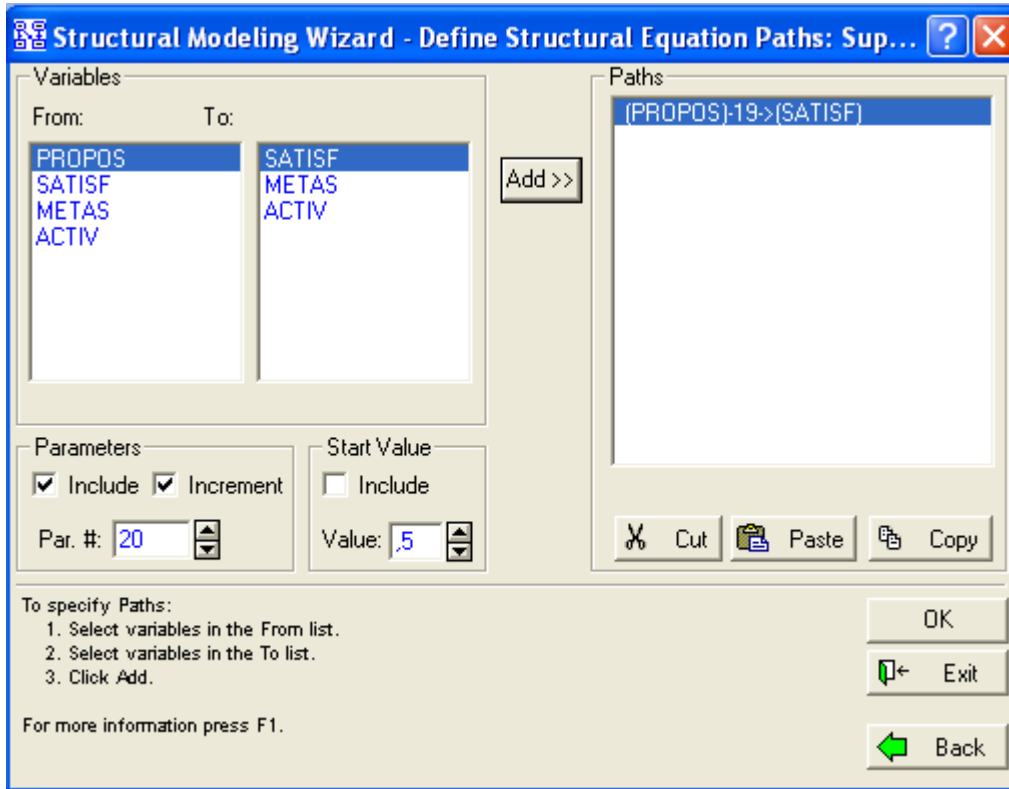 Structural Modeling Wizard - Define Structural Equation Paths: Sup...
Variables
From: To:
PROPOS
SATISF
METAS
ACTIV
SATISF
METAS
ACTIV
Add >>
Paths
(PROPOS)-19->(SATISF)
Parameters
Include Increment
Par. #: 20
Start Value
Include
Value: ,5
Cut Paste Copy
To specify Paths:
1. Select variables in the From list.
2. Select variables in the To list.
3. Click Add.
For more information press F1.
OK
Exit
Back